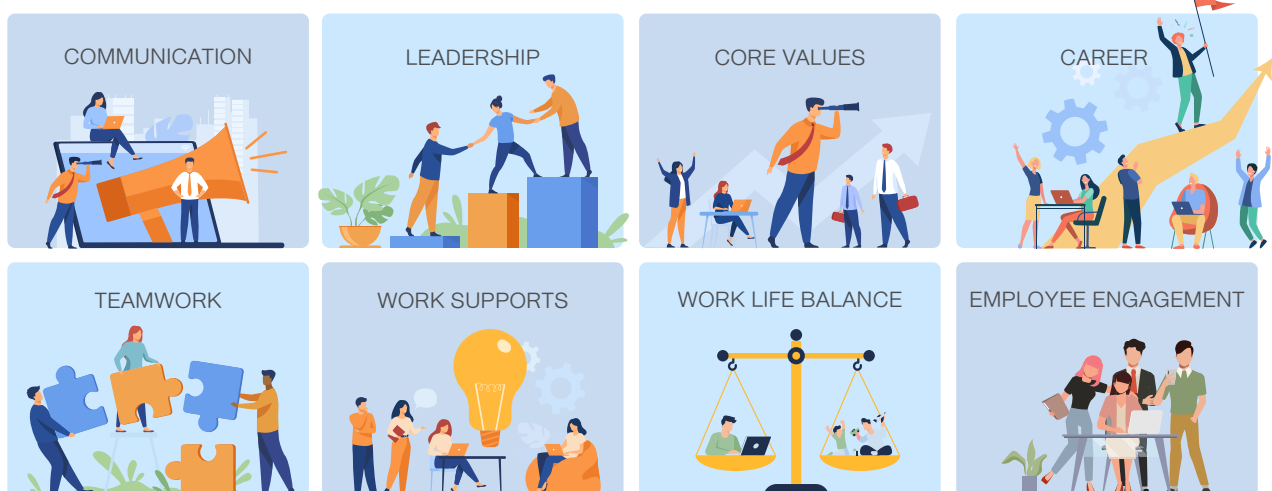 COMMUNICATION
LEADERSHIP
CORE VALUES
CAREER
TEAMWORK
WORK SUPPORTS
WORK LIFE BALANCE
EMPLOYEE ENGAGEMENT